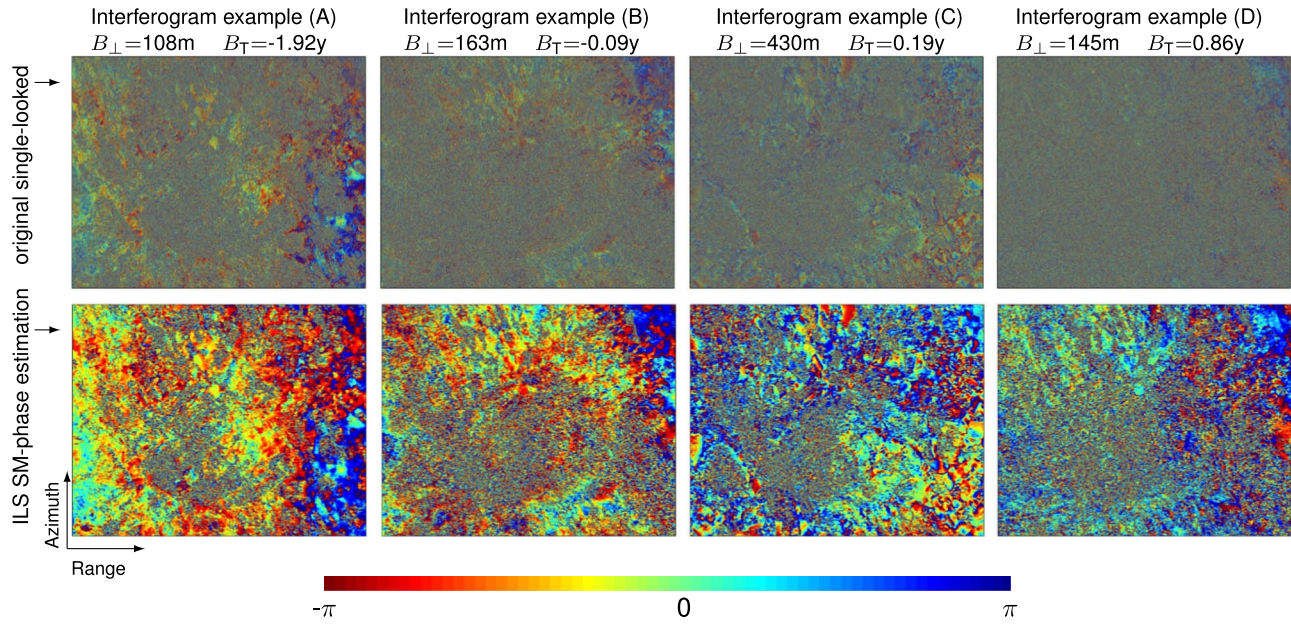 Interferogram example (A) Interferogram example (B) Interferogram example (C) Interferogram example (D)
B⊥=108m BT=-1.92y B⊥=163m BT=-0.09y B⊥=430m BT=0.19y B⊥=145m BT=0.86y
original single-looked
ILS SM-phase estimation
Azimuth
Range
-π 0 π